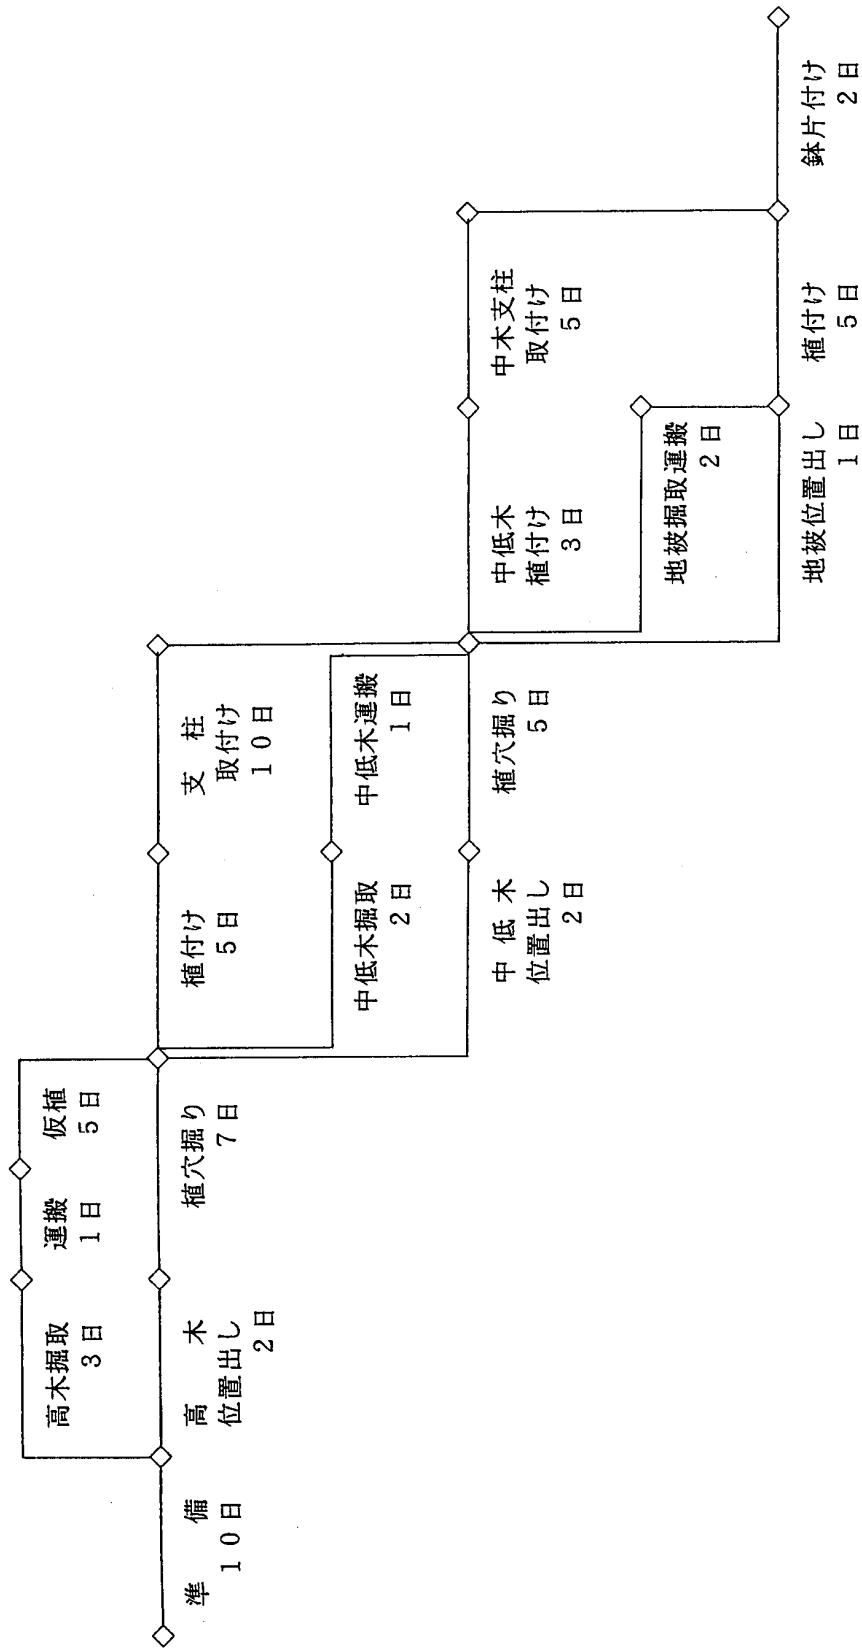 準　備
１０日
高木掘取
３日
運搬
１日
仮植
５日
高　木
位置出し
２日
植穴掘り
７日
植付け
５日
支　柱
取付け
１０日
中低木掘取
２日
中低木運搬
１日
中 低 木
位置出し
２日
植穴掘り
５日
中低木
植付け
３日
中木支柱
取付け
５日
地被掘取運搬
２日
地被位置出し
１日
植付け
５日
鉢片付け
２日